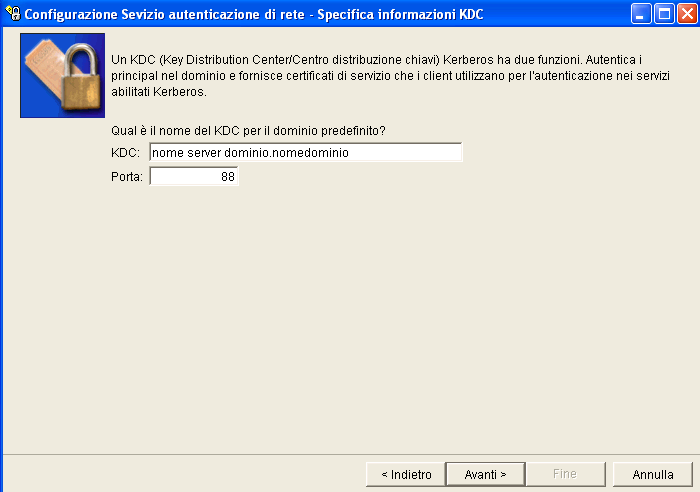 Configurazione Sevizio autenticazione di rete - Specifica informazioni KDC
Un KDC (Key Distribution Center/Centro distribuzione chiavi) Kerberos ha due funzioni. Autentica i
principal nel dominio e fornisce certificati di servizio che i client utilizzano per l'autenticazione nei servizi
abilitati Kerberos.
Qual è il nome del KDC per il dominio predefinito?
KDC: nome server dominio.nomedominio
Porta: 88
< Indietro Avanti > Fine Annulla